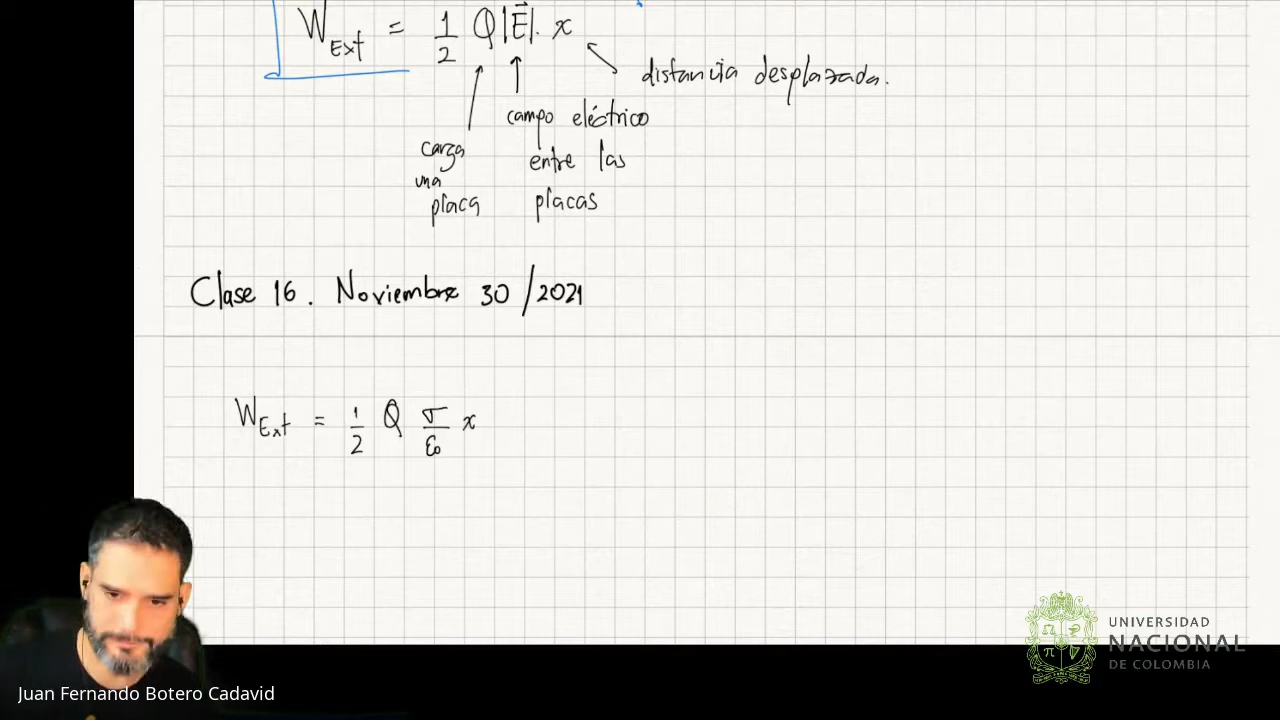 W_Ext = 1/2 Q|E⃗|. x
distancia desplazada.
campo eléctrico
entre las
placas
carga
una
placa
Clase 16. Noviembre 30/2021
W_Ext = 1/2 Q σ/ε₀ x
UNIVERSIDAD
NACIONAL
DE COLOMBIA
Juan Fernando Botero Cadavid